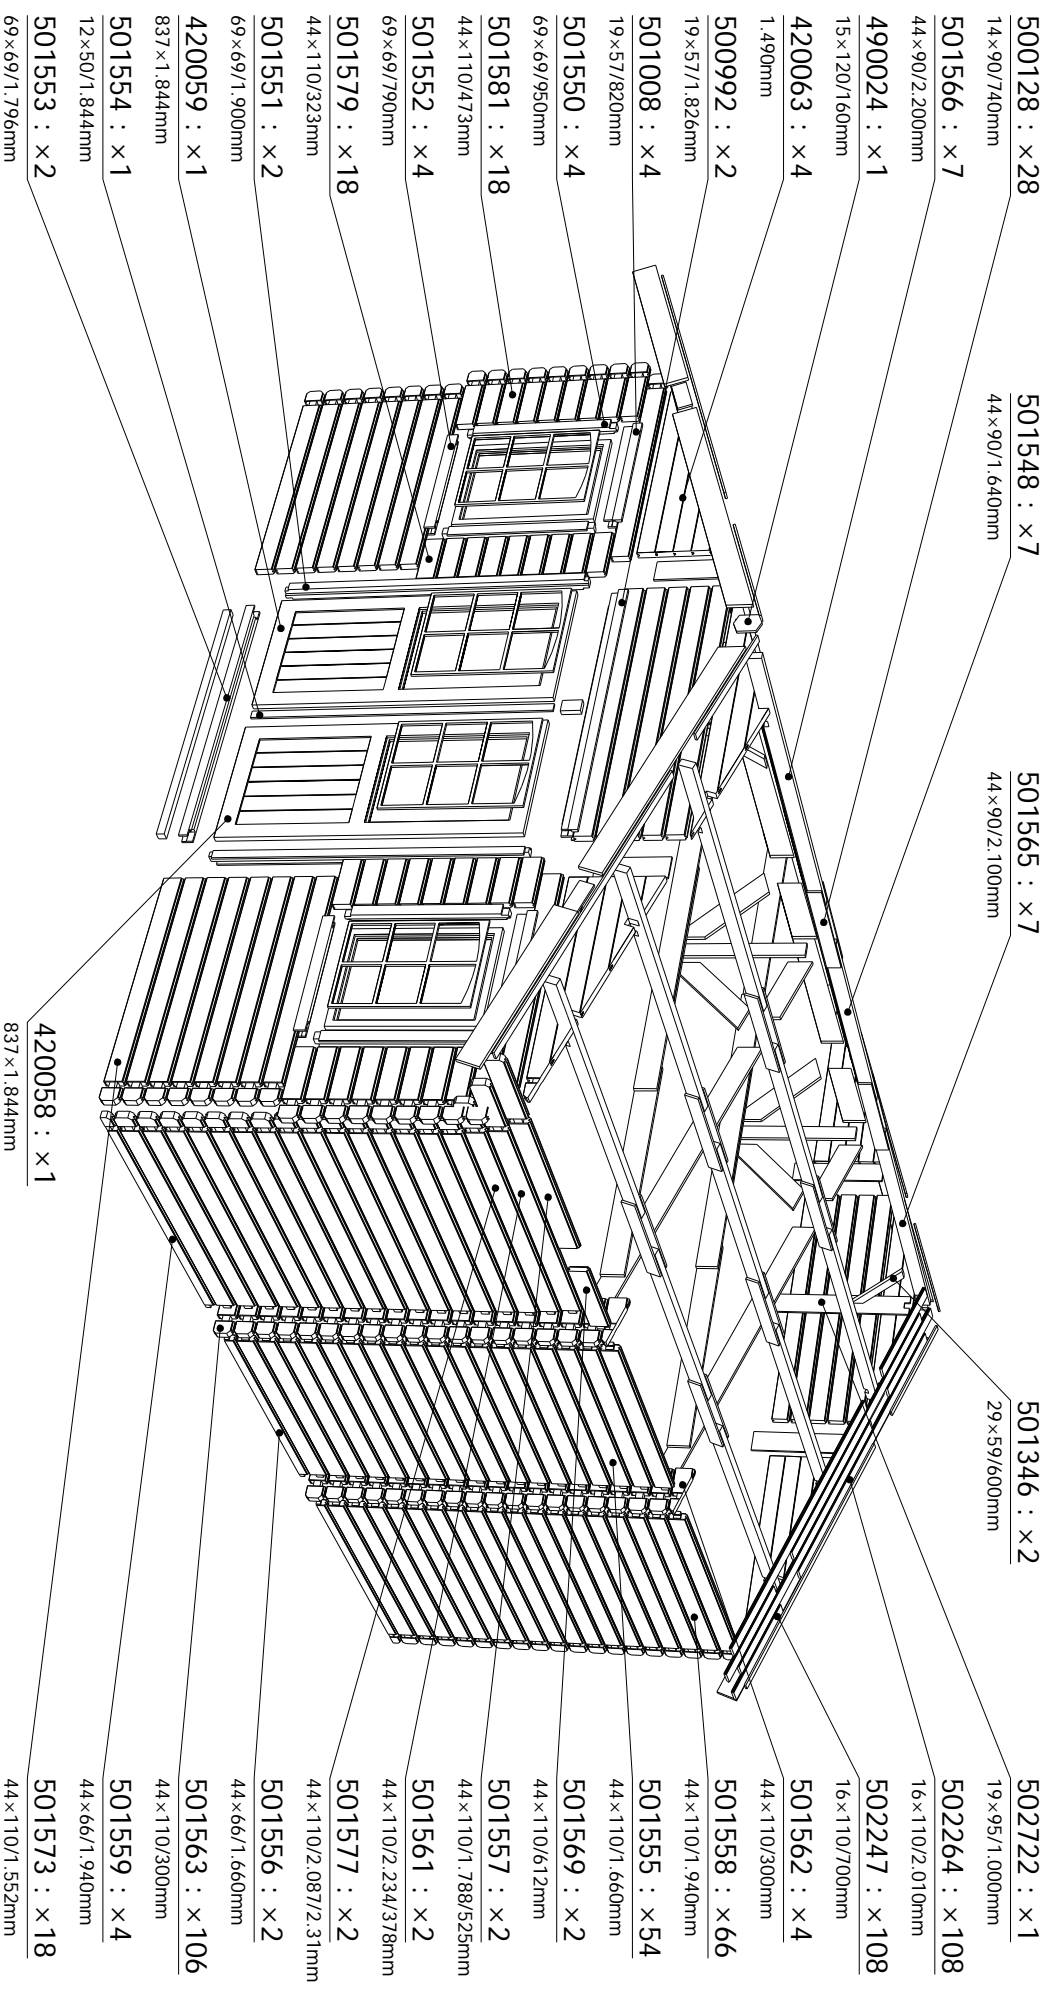 500128 : ×28
14×90/740mm
501566 : ×7
44×90/2.200mm
490024 : ×1
15×120/160mm
420063 : ×4
1.490mm
500992 : ×2
19×57/1.826mm
501008 : ×4
19×57/820mm
501550 : ×4
69×69/950mm
501581 : ×18
44×110/473mm
501552 : ×4
69×69/790mm
501579 : ×18
44×110/323mm
501551 : ×2
69×69/1.900mm
420059 : ×1
837×1.844mm
501554 : ×1
12×50/1.844mm
501553 : ×2
69×69/1.796mm
501548 : ×7
44×90/1.640mm
501565 : ×7
44×90/2.100mm
420058 : ×1
837×1.844mm
501346 : ×2
29×59/600mm
502722 : ×1
19×95/1.000mm
502264 : ×108
16×110/2.010mm
502247 : ×108
16×110/700mm
501562 : ×4
44×110/300mm
501558 : ×66
44×110/1.940mm
501555 : ×54
44×110/1.660mm
501569 : ×2
44×110/612mm
501557 : ×2
44×110/1.788/525mm
501561 : ×2
44×110/2.234/378mm
501577 : ×2
44×110/2.087/2.31mm
501556 : ×2
44×66/1.660mm
501563 : ×106
44×110/300mm
501559 : ×4
44×66/1.940mm
501573 : ×18
44×110/1.552mm